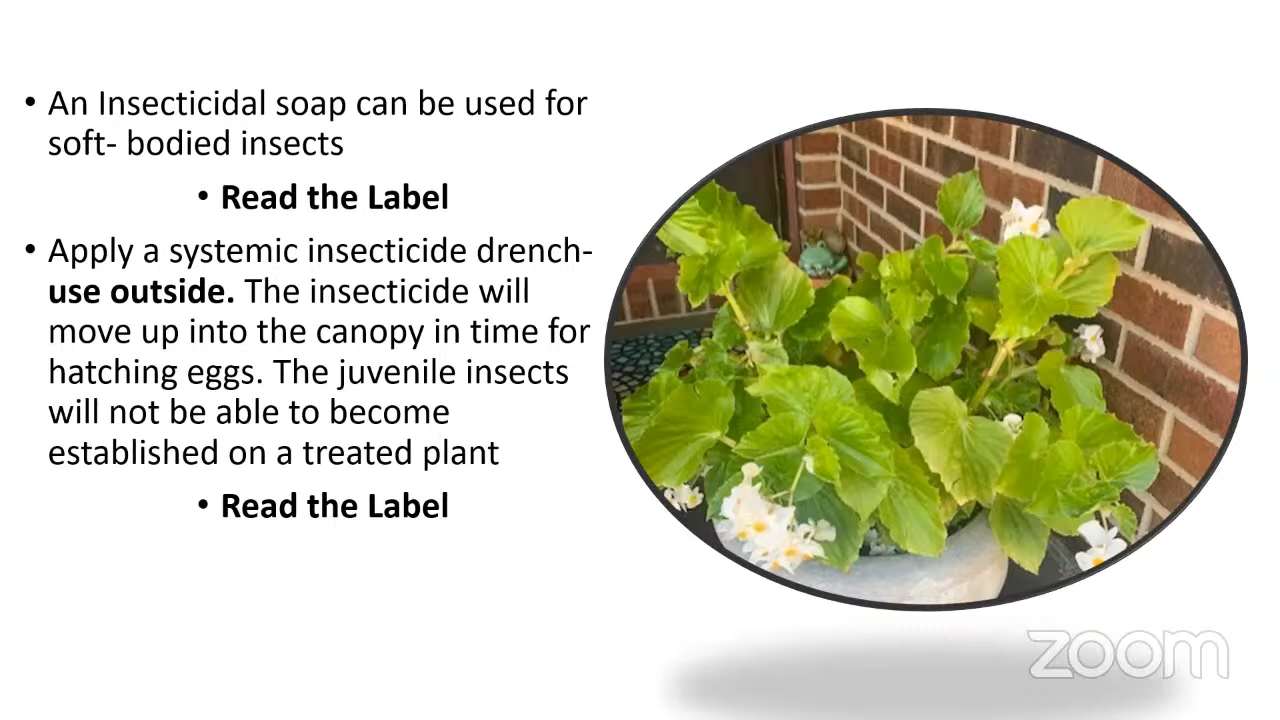 • An Insecticidal soap can be used for
soft- bodied insects
• Read the Label
• Apply a systemic insecticide drench-
use outside. The insecticide will
move up into the canopy in time for
hatching eggs. The juvenile insects
will not be able to become
established on a treated plant
• Read the Label
zoom